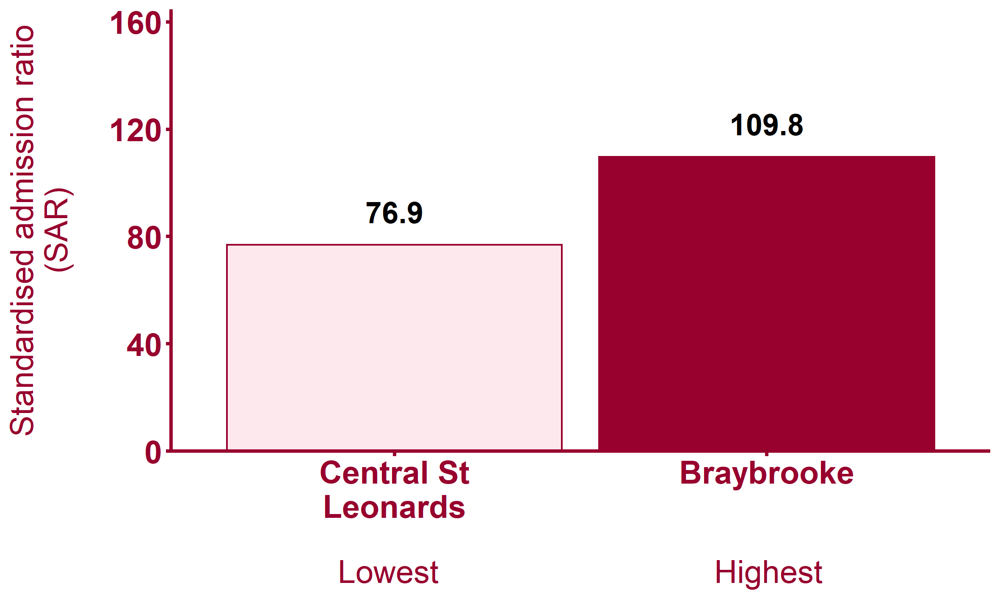 Standardised admission ratio
(SAR)
160
120
80
40
0
76.9
109.8
Central St
Leonards
Braybrooke
Lowest
Highest